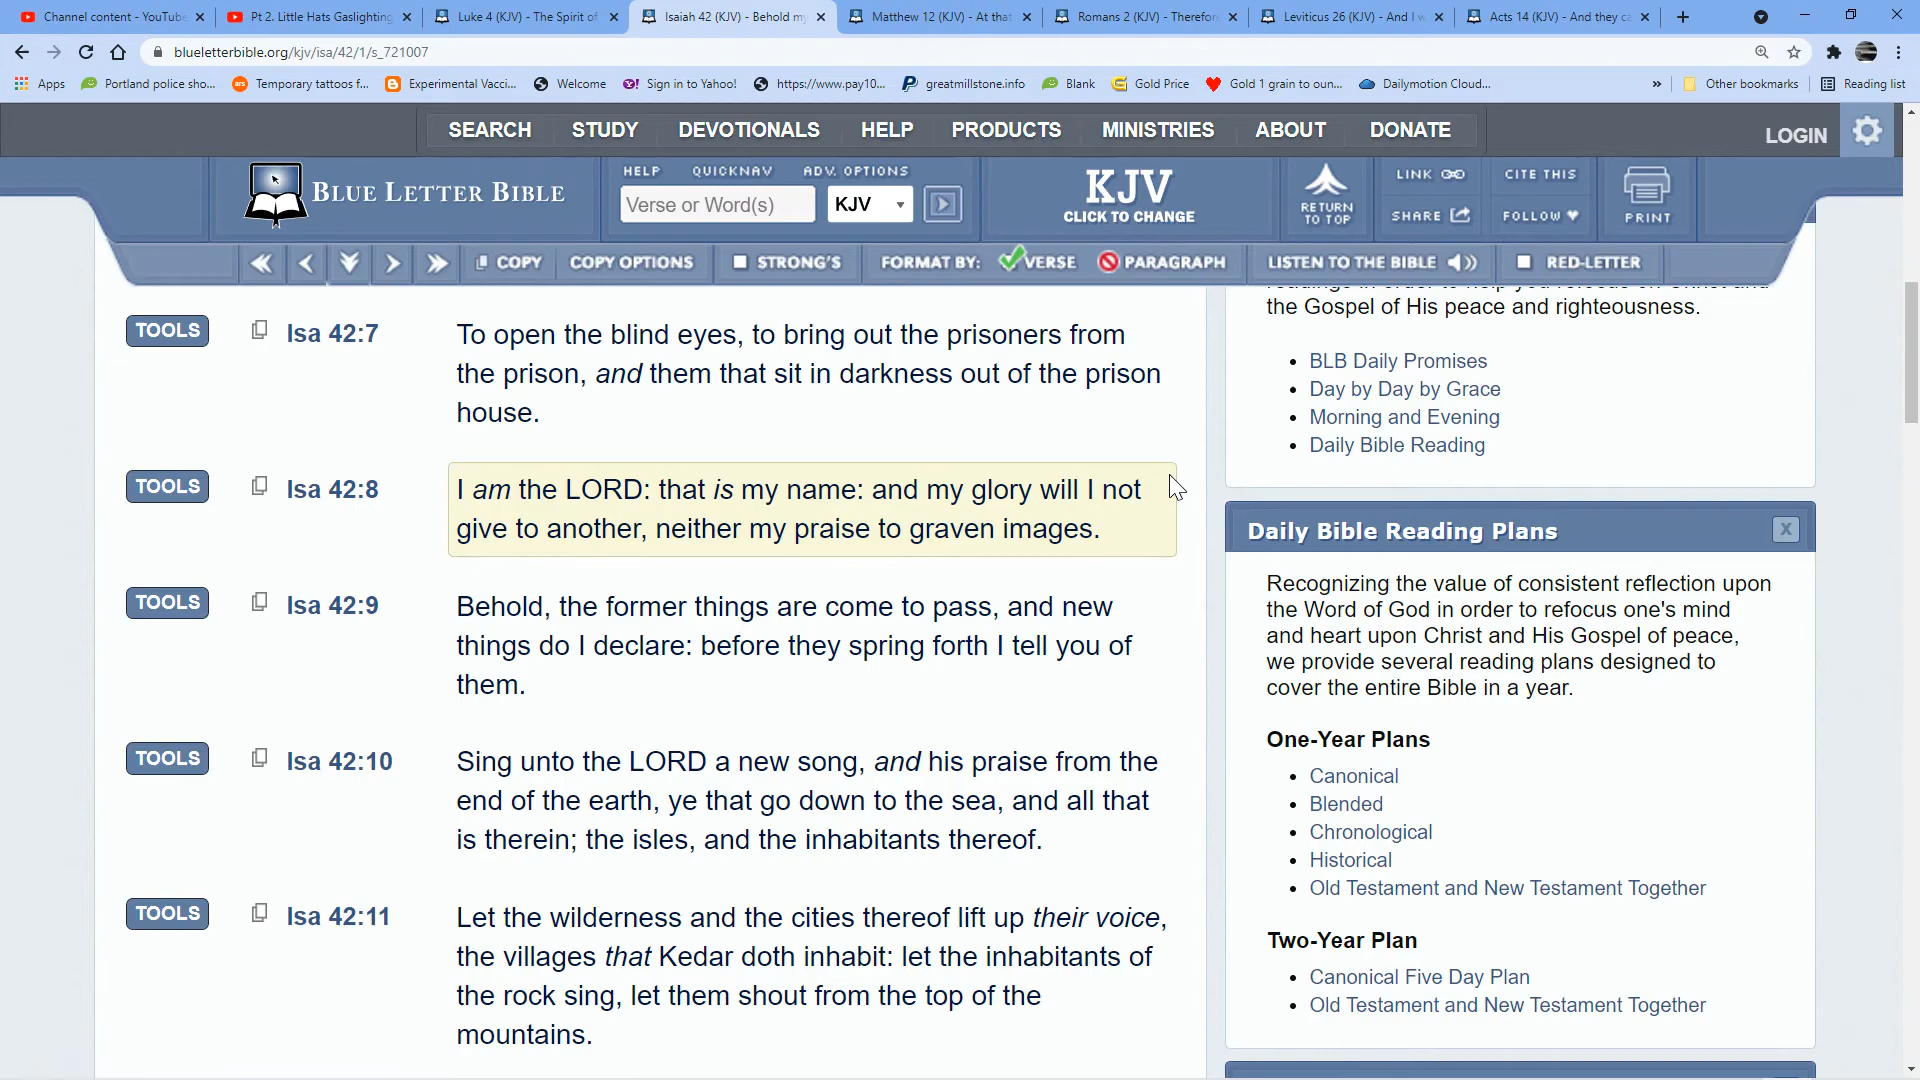 Channel content - YouTube
Pt 2. Little Hats Gaslighting
Luke 4 (KJV) - The Spirit of
Isaiah 42 (KJV) - Behold my
Matthew 12 (KJV) - At that
Romans 2 (KJV) - Therefor
Leviticus 26 (KJV) - And I w
Acts 14 (KJV) - And they ca
blueletterbible.org/kjv/isa/42/1/s_721007
Apps
Portland police sho...
Temporary tattoos f...
Experimental Vacci...
Welcome
Sign in to Yahoo!
https://www.pay10...
greatmillstone.info
Blank
Gold Price
Gold 1 grain to oun...
Dailymotion Cloud...
»
Other bookmarks
Reading list
SEARCH STUDY DEVOTIONALS HELP PRODUCTS MINISTRIES ABOUT DONATE
LOGIN
BLUE LETTER BIBLE
HELP QUICKNAV ADV. OPTIONS
Verse or Word(s)
KJV
KJV
CLICK TO CHANGE
RETURN
TO TOP
LINK
SHARE
CITE THIS
FOLLOW
PRINT
COPY
COPY OPTIONS
STRONG'S
FORMAT BY:
VERSE
PARAGRAPH
LISTEN TO THE BIBLE
RED-LETTER
TOOLS
Isa 42:7
To open the blind eyes, to bring out the prisoners from
the prison, and them that sit in darkness out of the prison
house.
TOOLS
Isa 42:8
I am the LORD: that is my name: and my glory will I not
give to another, neither my praise to graven images.
TOOLS
Isa 42:9
Behold, the former things are come to pass, and new
things do I declare: before they spring forth I tell you of
them.
TOOLS
Isa 42:10
Sing unto the LORD a new song, and his praise from the
end of the earth, ye that go down to the sea, and all that
is therein; the isles, and the inhabitants thereof.
TOOLS
Isa 42:11
Let the wilderness and the cities thereof lift up their voice,
the villages that Kedar doth inhabit: let the inhabitants of
the rock sing, let them shout from the top of the
mountains.
readings in order to help you refocus on Christ and
the Gospel of His peace and righteousness.
BLB Daily Promises
Day by Day by Grace
Morning and Evening
Daily Bible Reading
Daily Bible Reading Plans
X
Recognizing the value of consistent reflection upon
the Word of God in order to refocus one's mind
and heart upon Christ and His Gospel of peace,
we provide several reading plans designed to
cover the entire Bible in a year.
One-Year Plans
Canonical
Blended
Chronological
Historical
Old Testament and New Testament Together
Two-Year Plan
Canonical Five Day Plan
Old Testament and New Testament Together